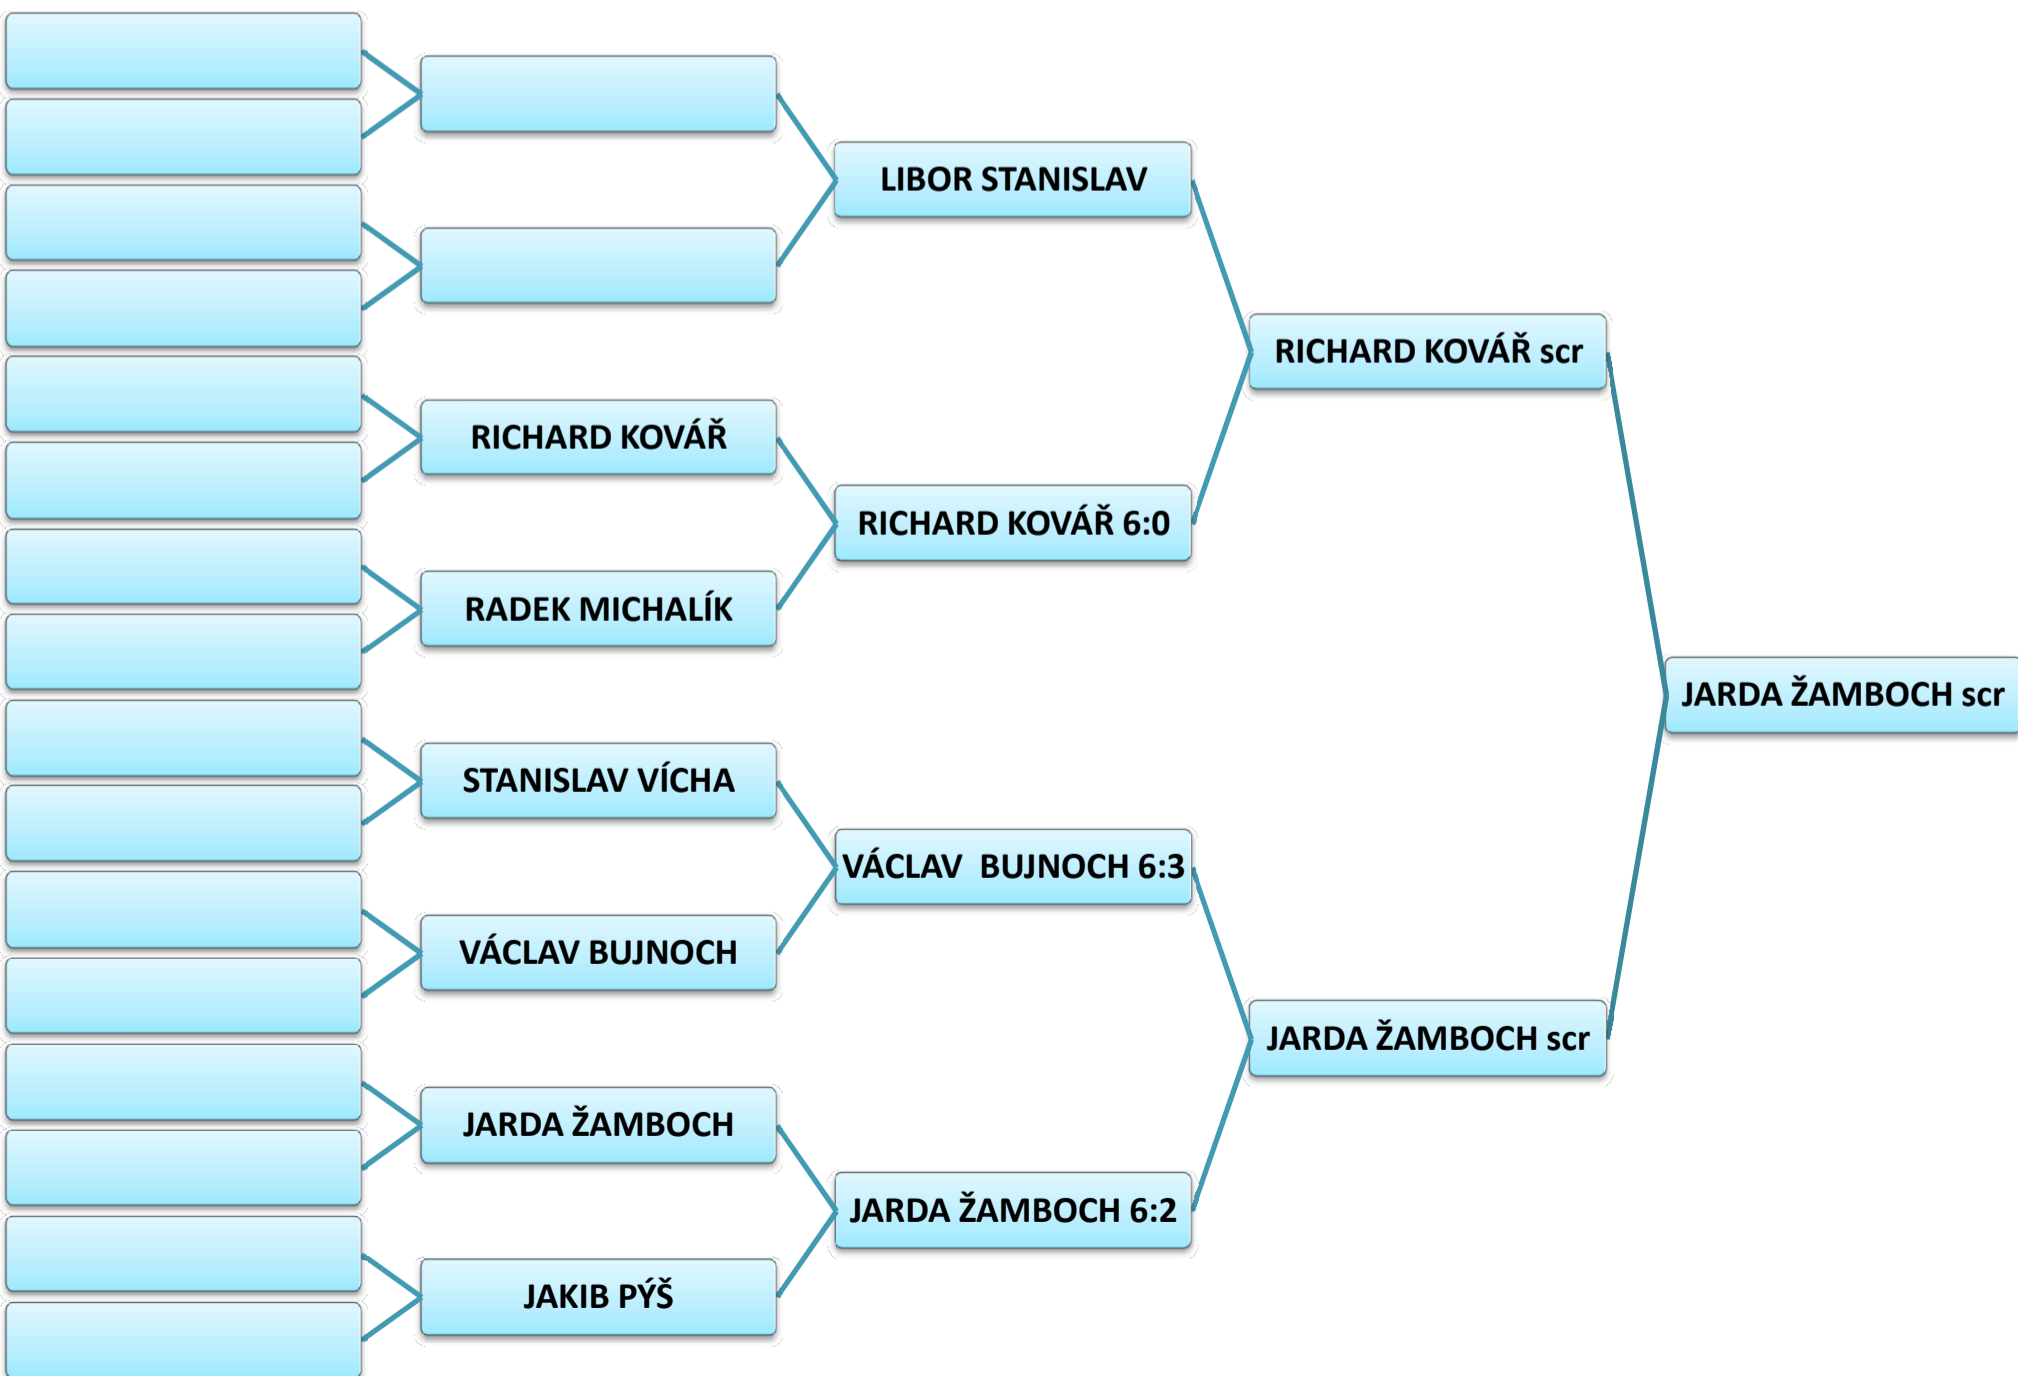 LIBOR STANISLAV
RICHARD KOVÁŘ scr
RICHARD KOVÁŘ
RICHARD KOVÁŘ 6:0
RADEK MICHALÍK
JARDA ŽAMBOCH scr
STANISLAV VÍCHA
VÁCLAV  BUJNOCH 6:3
VÁCLAV BUJNOCH
JARDA ŽAMBOCH scr
JARDA ŽAMBOCH
JARDA ŽAMBOCH 6:2
JAKIB PÝŠ